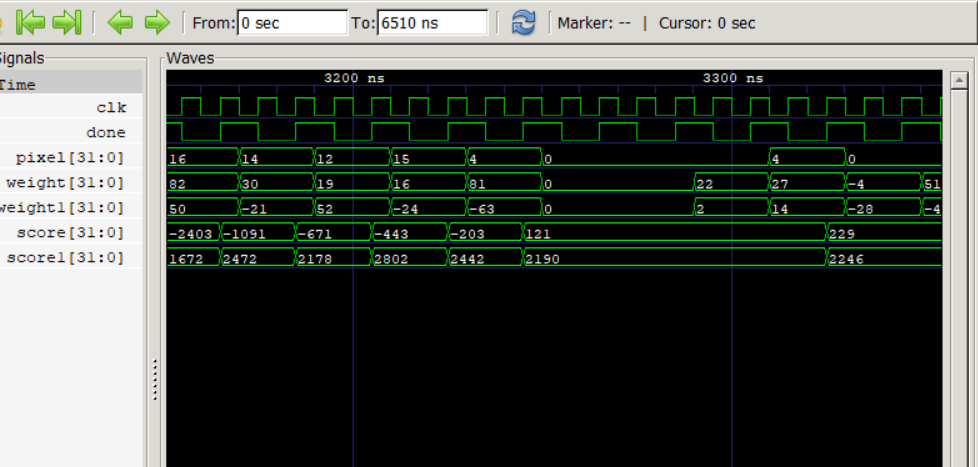 From: 0 sec To: 6510 ns Marker: -- | Cursor: 0 sec
Signals Waves
Time 3200 ns 3300 ns
clk
done
pixel[31:0] 16 14 12 15 4 0 4 0
weight[31:0] 82 30 19 16 81 0 22 27 -4 51
weight1[31:0] 50 -21 52 -24 -63 0 2 14 -28 -4
score[31:0] -2403 -1091 -671 -443 -203 121 229
score1[31:0] 1672 2472 2178 2802 2442 2190 2246